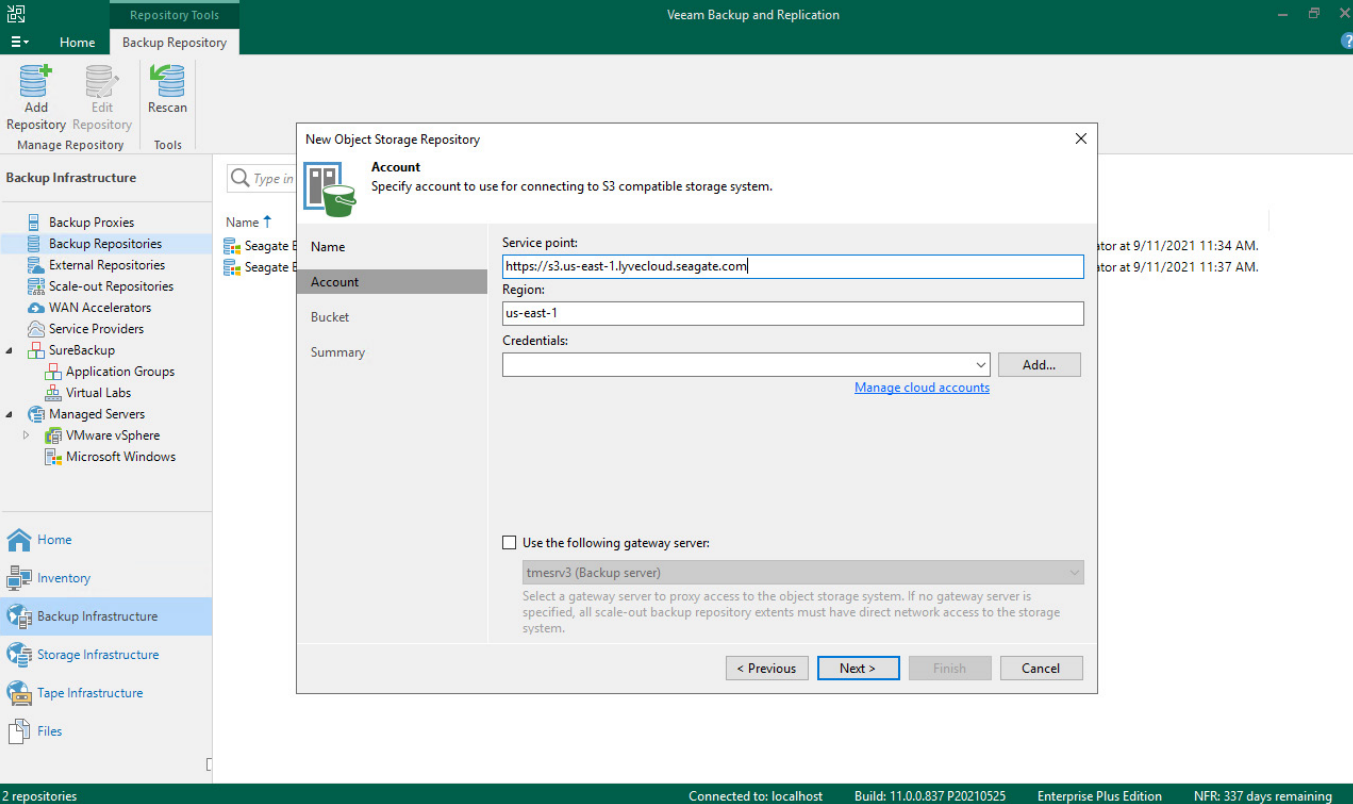 Repository Tools
Veeam Backup and Replication
Home
Backup Repository
Add Repository
Edit Repository
Rescan
Manage Repository
Tools
Backup Infrastructure
Backup Proxies
Backup Repositories
External Repositories
Scale-out Repositories
WAN Accelerators
Service Providers
SureBackup
Application Groups
Virtual Labs
Managed Servers
VMware vSphere
Microsoft Windows
Home
Inventory
Backup Infrastructure
Storage Infrastructure
Tape Infrastructure
Files
Type in
Name
Seagate
ator at 9/11/2021 11:34 AM.
Seagate
ator at 9/11/2021 11:37 AM.
New Object Storage Repository
Account
Specify account to use for connecting to S3 compatible storage system.
Name
Account
Bucket
Summary
Service point:
https://s3.us-east-1.lyvecloud.seagate.com
Region:
us-east-1
Credentials:
Add...
Manage cloud accounts
Use the following gateway server:
tmesrv3 (Backup server)
Select a gateway server to proxy access to the object storage system. If no gateway server is
specified, all scale-out backup repository extents must have direct network access to the storage
system.
< Previous
Next >
Finish
Cancel
2 repositories
Connected to: localhost
Build: 11.0.0.837 P20210525
Enterprise Plus Edition
NFR: 337 days remaining